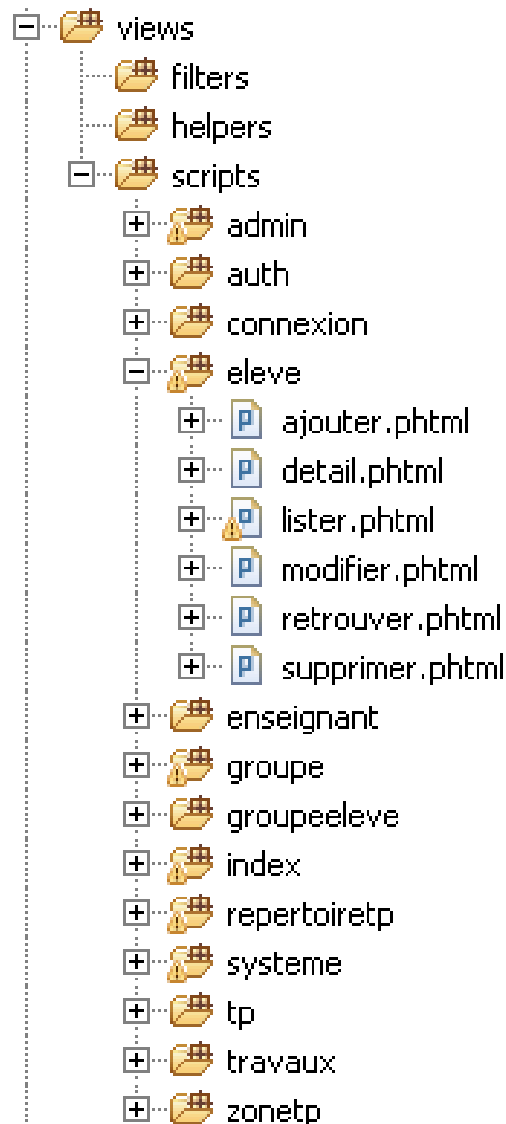 views
filters
helpers
scripts
admin
auth
connexion
eleve
ajouter.phtml
detail.phtml
lister.phtml
modifier.phtml
retrouver.phtml
supprimer.phtml
enseignant
groupe
groupeeleve
index
repertoiretp
systeme
tp
travaux
zonetp